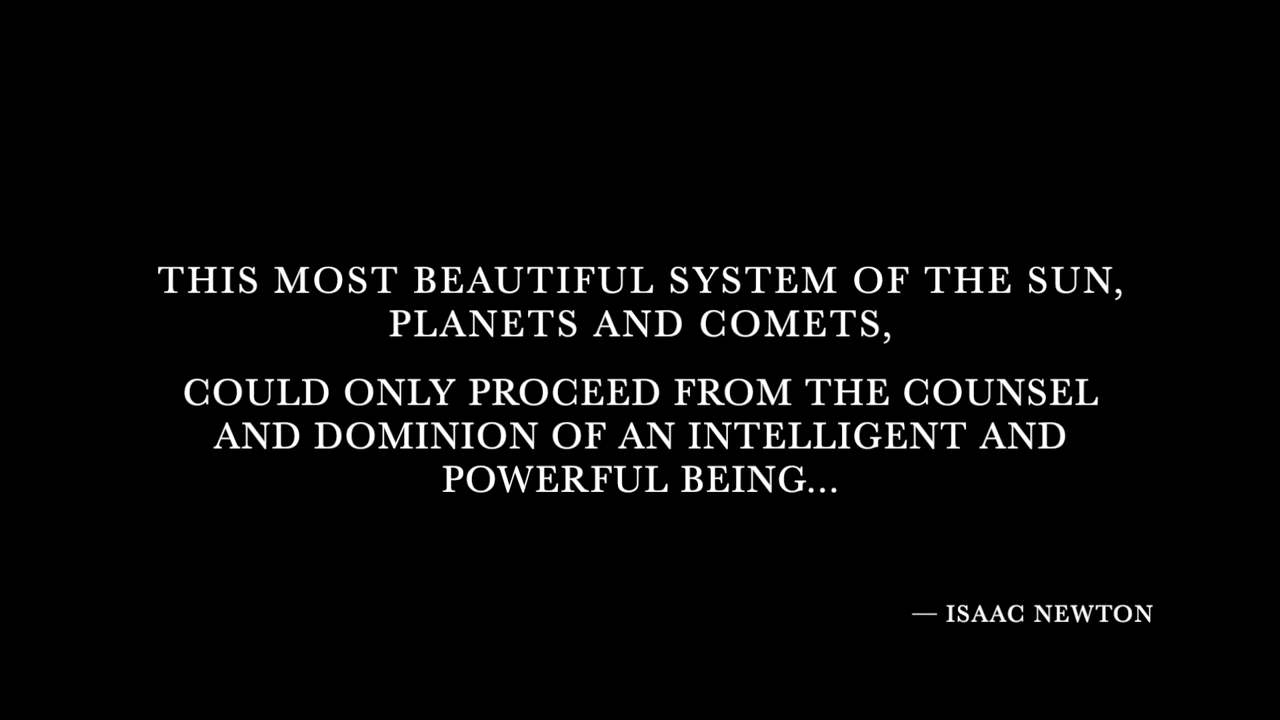 THIS MOST BEAUTIFUL SYSTEM OF THE SUN,
PLANETS AND COMETS,
COULD ONLY PROCEED FROM THE COUNSEL
AND DOMINION OF AN INTELLIGENT AND
POWERFUL BEING...
— ISAAC NEWTON